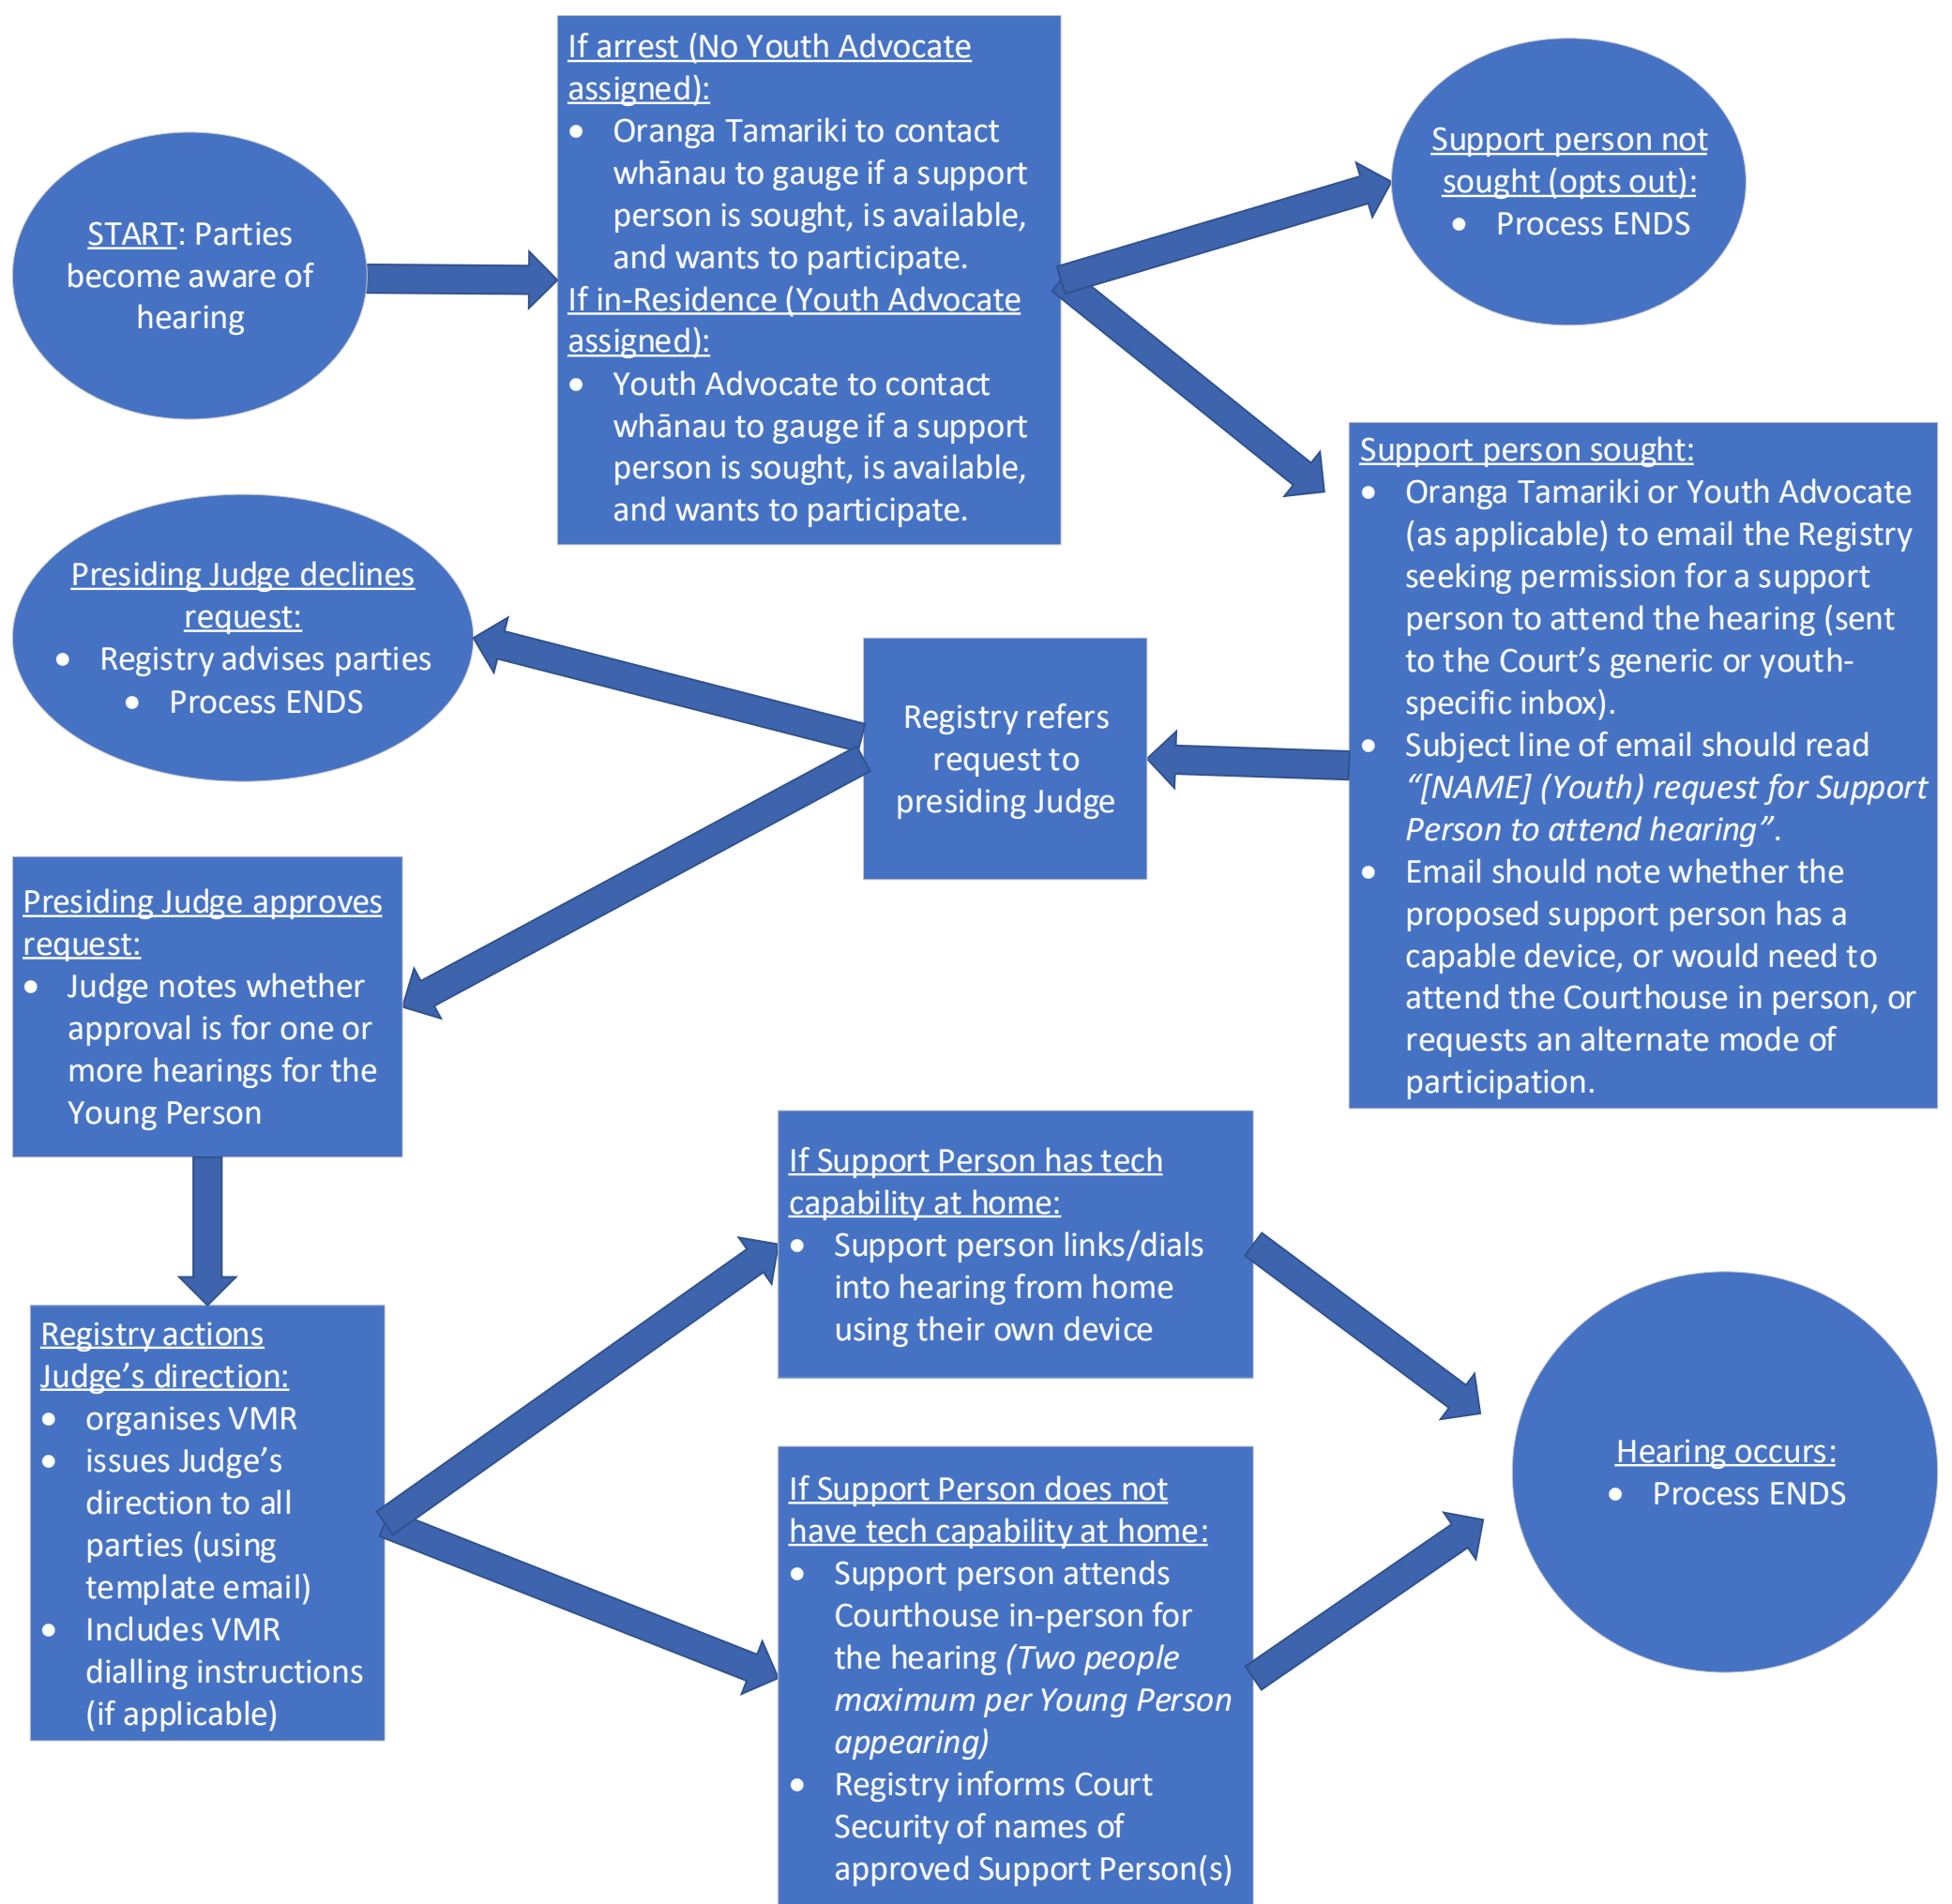 START: Parties
become aware of
hearing
If arrest (No Youth Advocate
assigned):
• Oranga Tamariki to contact
whānau to gauge if a support
person is sought, is available,
and wants to participate.
If in-Residence (Youth Advocate
assigned):
• Youth Advocate to contact
whānau to gauge if a support
person is sought, is available,
and wants to participate.
Support person not
sought (opts out):
• Process ENDS
Support person sought:
• Oranga Tamariki or Youth Advocate
(as applicable) to email the Registry
seeking permission for a support
person to attend the hearing (sent
to the Court’s generic or youth-
specific inbox).
• Subject line of email should read
“[NAME] (Youth) request for Support
Person to attend hearing”.
• Email should note whether the
proposed support person has a
capable device, or would need to
attend the Courthouse in person, or
requests an alternate mode of
participation.
Registry refers
request to
presiding Judge
Presiding Judge declines
request:
• Registry advises parties
• Process ENDS
Presiding Judge approves
request:
• Judge notes whether
approval is for one or
more hearings for the
Young Person
Registry actions
Judge’s direction:
• organises VMR
• issues Judge’s
direction to all
parties (using
template email)
• Includes VMR
dialling instructions
(if applicable)
If Support Person has tech
capability at home:
• Support person links/dials
into hearing from home
using their own device
If Support Person does not
have tech capability at home:
• Support person attends
Courthouse in-person for
the hearing (Two people
maximum per Young Person
appearing)
• Registry informs Court
Security of names of
approved Support Person(s)
Hearing occurs:
• Process ENDS